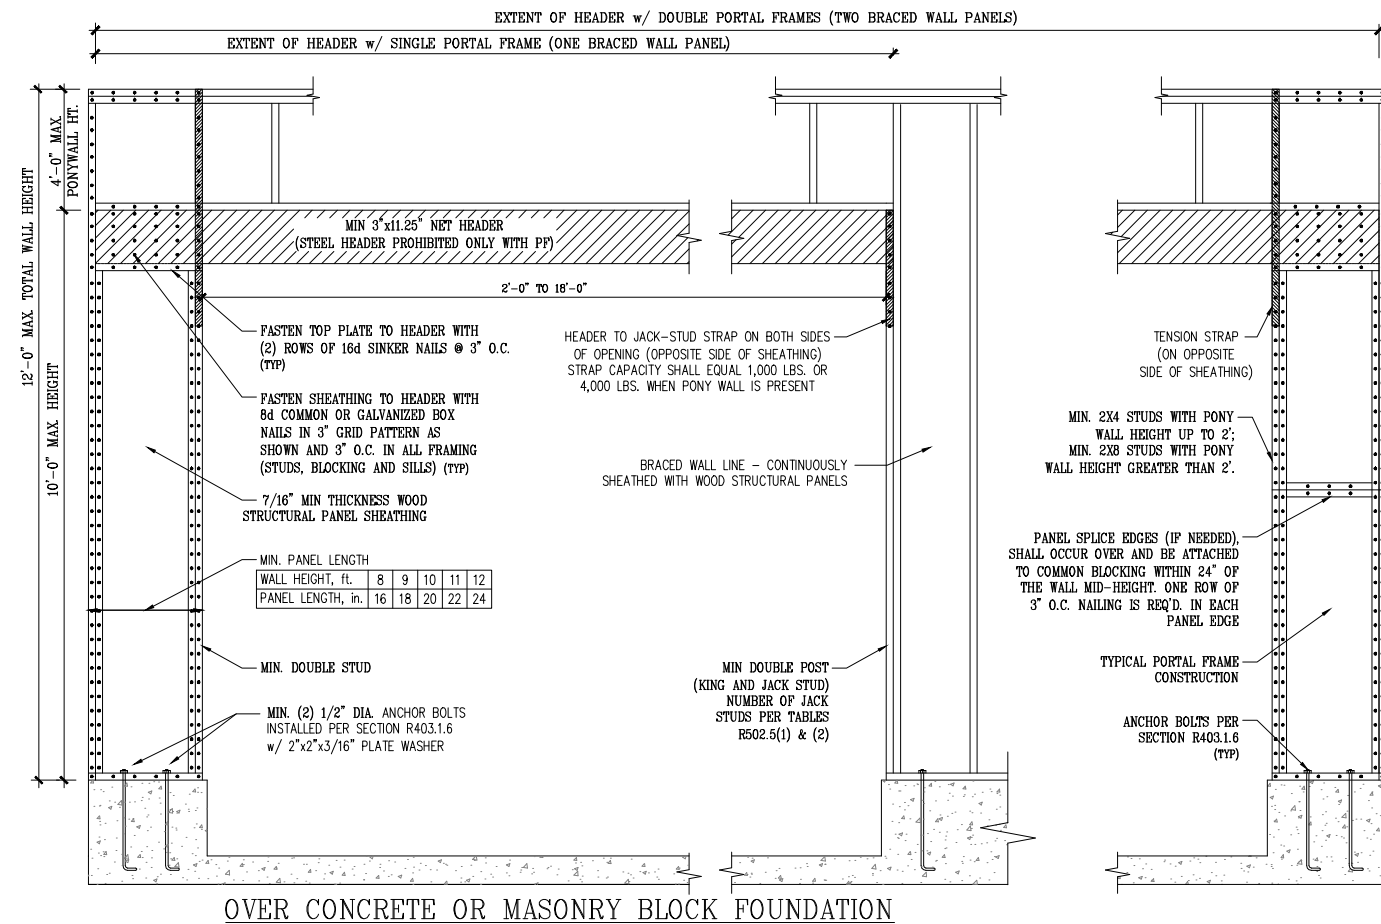 EXTENT OF HEADER w/ DOUBLE PORTAL FRAMES (TWO BRACED WALL PANELS)
EXTENT OF HEADER w/ SINGLE PORTAL FRAME (ONE BRACED WALL PANEL)
12'-0" MAX TOTAL WALL HEIGHT
4'-0" MAX.
PONYWALL HT.
10'-0" MAX HEIGHT
MIN 3"x11.25" NET HEADER
(STEEL HEADER PROHIBITED ONLY WITH PF)
2'-0" TO 18'-0"
FASTEN TOP PLATE TO HEADER WITH
(2) ROWS OF 16d SINKER NAILS @ 3" O.C.
(TYP)
FASTEN SHEATHING TO HEADER WITH
8d COMMON OR GALVANIZED BOX
NAILS IN 3" GRID PATTERN AS
SHOWN AND 3" O.C. IN ALL FRAMING
(STUDS, BLOCKING AND SILLS) (TYP)
7/16" MIN THICKNESS WOOD
STRUCTURAL PANEL SHEATHING
MIN. PANEL LENGTH
WALL HEIGHT, ft. 8 9 10 11 12
PANEL LENGTH, in. 16 18 20 22 24
MIN. DOUBLE STUD
MIN. (2) 1/2" DIA. ANCHOR BOLTS
INSTALLED PER SECTION R403.1.6
w/ 2"x2"x3/16" PLATE WASHER
HEADER TO JACK-STUD STRAP ON BOTH SIDES
OF OPENING (OPPOSITE SIDE OF SHEATHING)
STRAP CAPACITY SHALL EQUAL 1,000 LBS. OR
4,000 LBS. WHEN PONY WALL IS PRESENT
BRACED WALL LINE - CONTINUOUSLY
SHEATHED WITH WOOD STRUCTURAL PANELS
MIN DOUBLE POST
(KING AND JACK STUD)
NUMBER OF JACK
STUDS PER TABLES
R502.5(1) & (2)
TENSION STRAP
(ON OPPOSITE
SIDE OF SHEATHING)
MIN. 2X4 STUDS WITH PONY
WALL HEIGHT UP TO 2';
MIN. 2X8 STUDS WITH PONY
WALL HEIGHT GREATER THAN 2'.
PANEL SPLICE EDGES (IF NEEDED),
SHALL OCCUR OVER AND BE ATTACHED
TO COMMON BLOCKING WITHIN 24" OF
THE WALL MID-HEIGHT. ONE ROW OF
3" O.C. NAILING IS REQ'D. IN EACH
PANEL EDGE
TYPICAL PORTAL FRAME
CONSTRUCTION
ANCHOR BOLTS PER
SECTION R403.1.6
(TYP)
OVER CONCRETE OR MASONRY BLOCK FOUNDATION